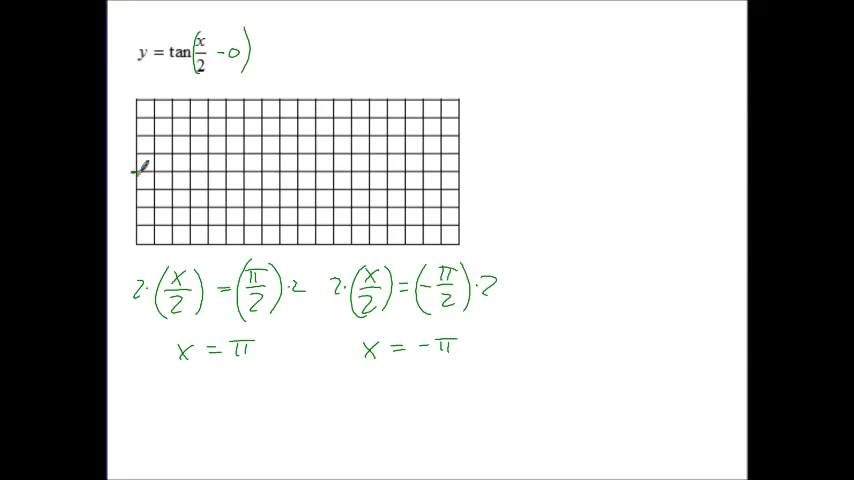 y = tan(x/2 - 0)
2·(x/2) = (π/2)·2
2·(x/2) = (-π/2)·2
x = π
x = -π